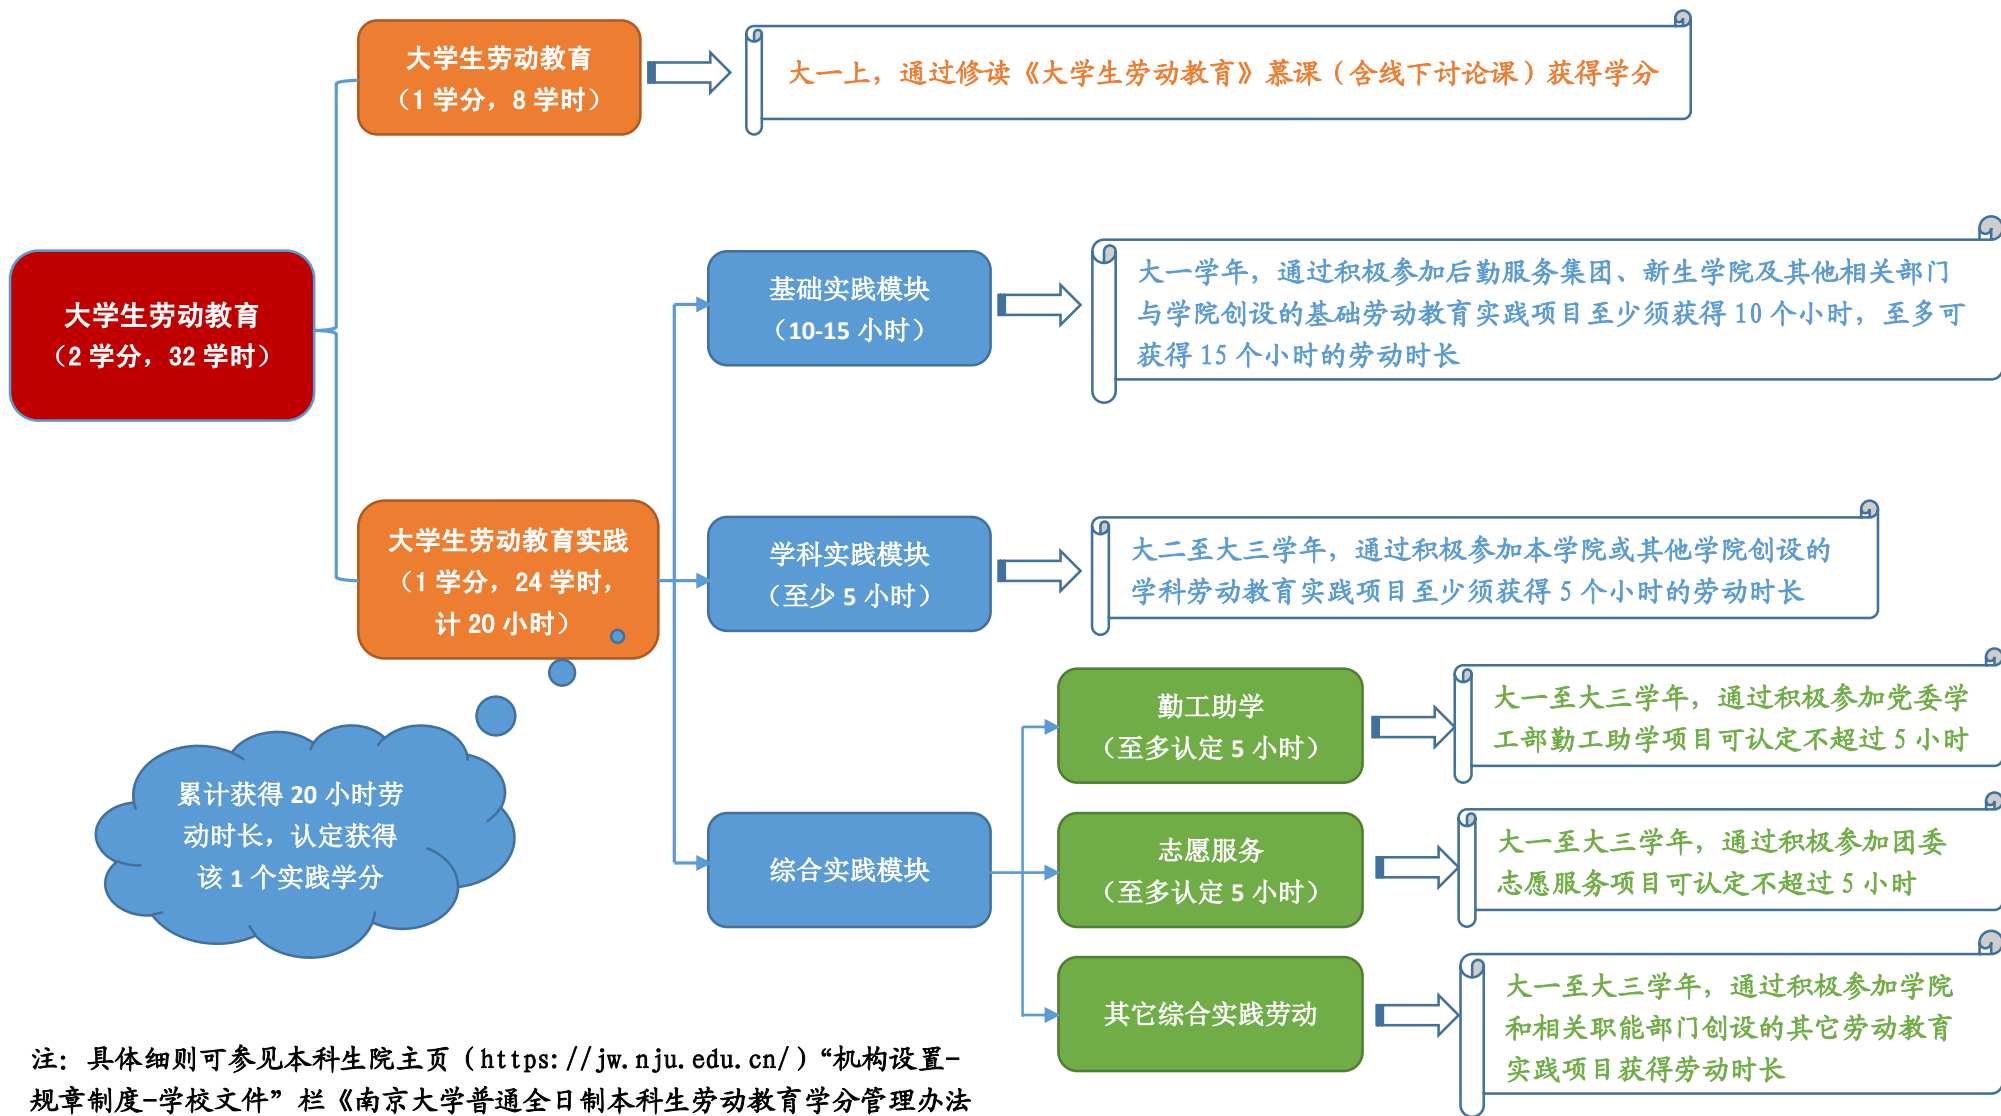 大学生劳动教育
（1 学分，8 学时）
大一上，通过修读《大学生劳动教育》慕课（含线下讨论课）获得学分
大学生劳动教育
（2 学分，32 学时）
基础实践模块
（10-15 小时）
大一学年，通过积极参加后勤服务集团、新生学院及其他相关部门
与学院创设的基础劳动教育实践项目至少须获得 10 个小时，至多可
获得 15 个小时的劳动时长
大学生劳动教育实践
（1 学分，24 学时，
计 20 小时）
学科实践模块
（至少 5 小时）
大二至大三学年，通过积极参加本学院或其他学院创设的
学科劳动教育实践项目至少须获得 5 个小时的劳动时长
累计获得 20 小时劳
动时长，认定获得
该 1 个实践学分
综合实践模块
勤工助学
（至多认定 5 小时）
大一至大三学年，通过积极参加党委学
工部勤工助学项目可认定不超过 5 小时
志愿服务
（至多认定 5 小时）
大一至大三学年，通过积极参加团委
志愿服务项目可认定不超过 5 小时
其它综合实践劳动
大一至大三学年，通过积极参加学院
和相关职能部门创设的其它劳动教育
实践项目获得劳动时长
注：具体细则可参见本科生院主页（https://jw.nju.edu.cn/）“机构设置-
规章制度-学校文件”栏《南京大学普通全日制本科生劳动教育学分管理办法